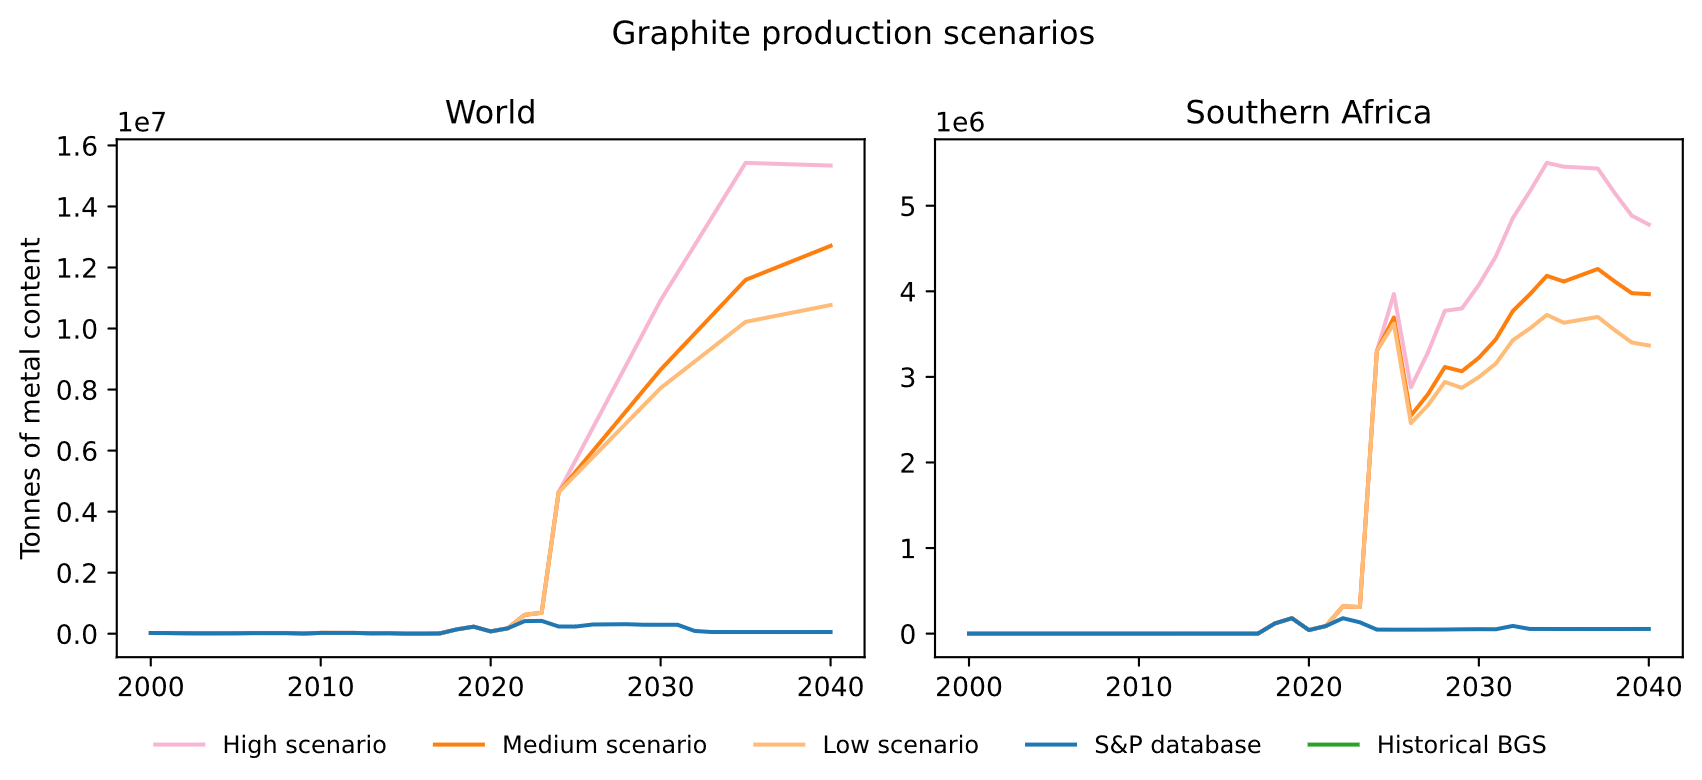 Graphite production scenarios
World
1e7
1.6
1.4
1.2
1.0
0.8
0.6
0.4
0.2
0.0
Tonnes of metal content
2000 2010 2020 2030 2040
Southern Africa
1e6
5
4
3
2
1
0
2000 2010 2020 2030 2040
High scenario Medium scenario Low scenario S&P database Historical BGS